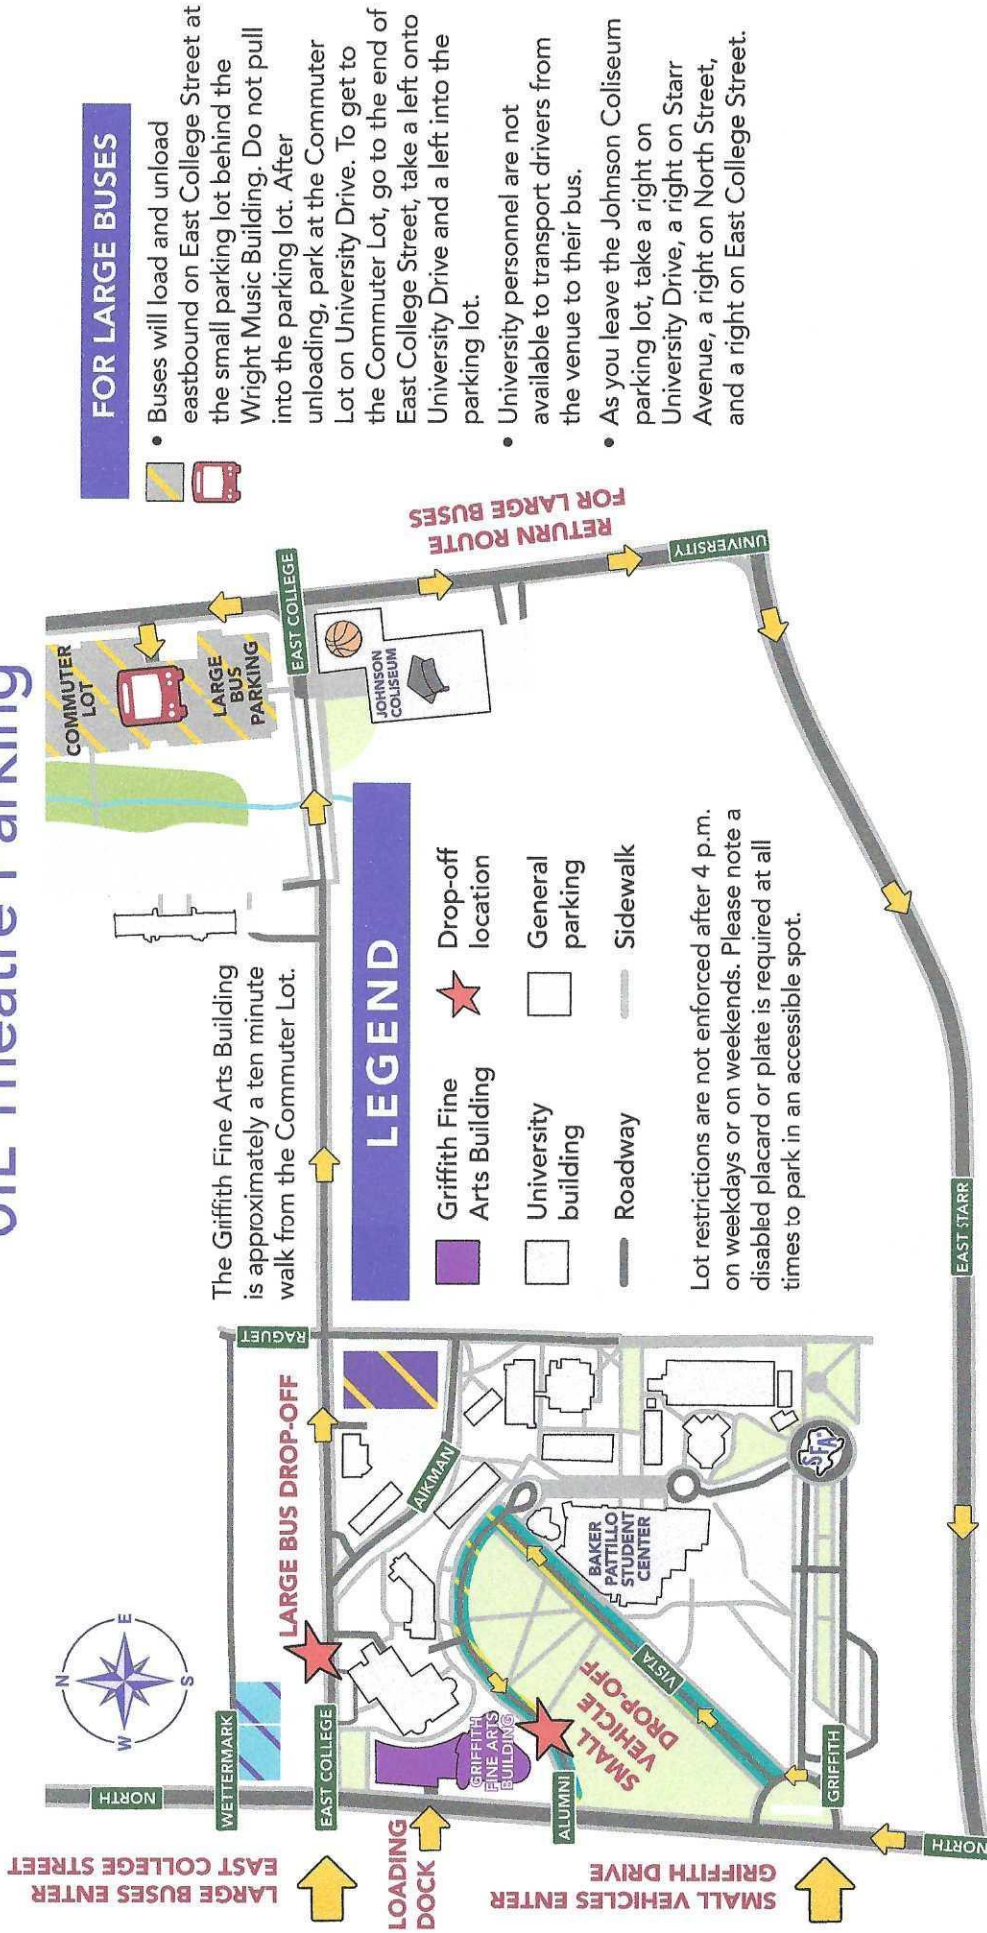 UIL Theatre Parking
FOR LARGE BUSES
• Buses will load and unload
eastbound on East College Street at
the small parking lot behind the
Wright Music Building. Do not pull
into the parking lot. After
unloading, park at the Commuter
Lot on University Drive. To get to
the Commuter Lot, go to the end of
East College Street, take a left onto
University Drive and a left into the
parking lot.
• University personnel are not
available to transport drivers from
the venue to their bus.
• As you leave the Johnson Coliseum
parking lot, take a right on
University Drive, a right on Starr
Avenue, a right on North Street,
and a right on East College Street.
RETURN ROUTE
FOR LARGE BUSES
COMMUTER
LOT
LARGE
BUS
PARKING
EAST COLLEGE
JOHNSON
COLISEUM
UNIVERSITY
The Griffith Fine Arts Building
is approximately a ten minute
walk from the Commuter Lot.
LEGEND
Griffith Fine
Arts Building
Drop-off
location
University
building
General
parking
Roadway
Sidewalk
Lot restrictions are not enforced after 4 p.m.
on weekdays or on weekends. Please note a
disabled placard or plate is required at all
times to park in an accessible spot.
EAST STARR
N
E
S
W
RAGUET
LARGE BUS DROP-OFF
AIKMAN
WETTERMARK
NORTH
EAST COLLEGE
LARGE BUSES ENTER
EAST COLLEGE STREET
LOADING
DOCK
GRIFFITH
FINE ARTS
BUILDING
ALUMNI
SMALL
VEHICLE
DROP-OFF
VISTA
BAKER
PATTILLO
STUDENT
CENTER
SFA
GRIFFITH
SMALL VEHICLES ENTER
GRIFFITH DRIVE
NORTH